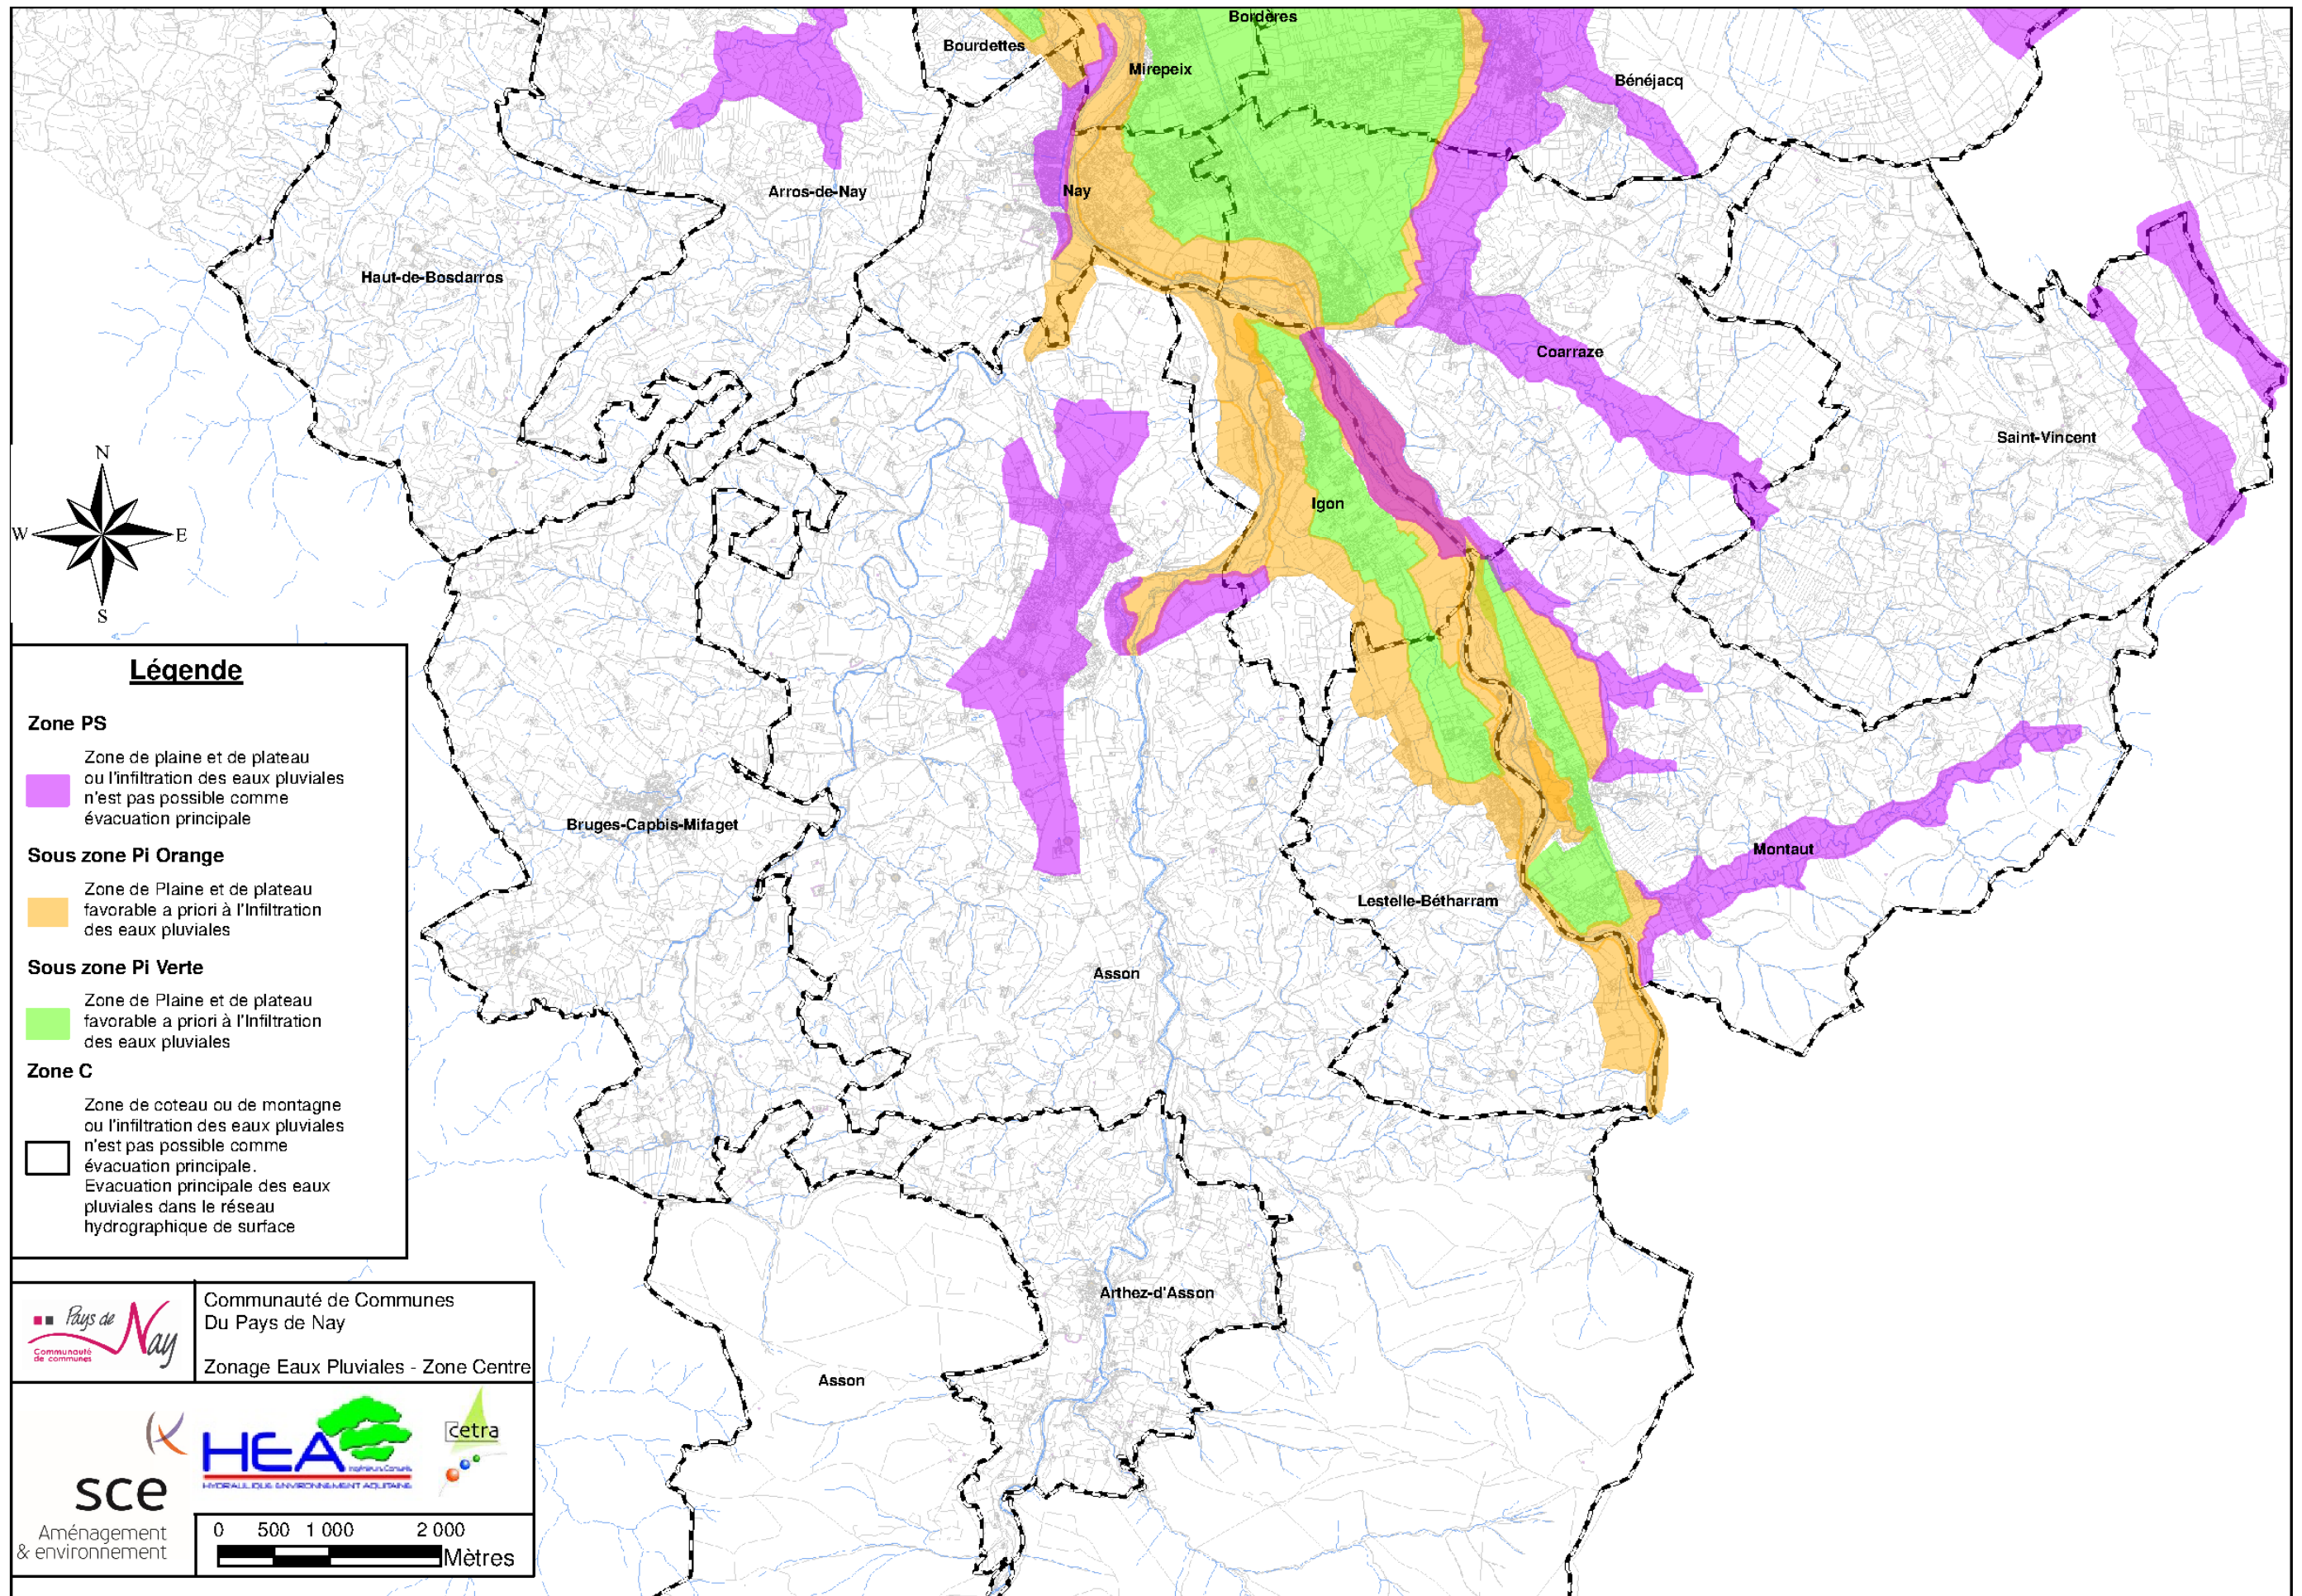 Bordères
Bourdettes
Mirepeix
Bénéjacq
Arros-de-Nay
Nay
Haut-de-Bosdarros
Coarraze
Saint-Vincent
Igon
N
W
E
S
Bruges-Capbis-Mifaget
Montaut
Lestelle-Bétharram
Asson
Arthez-d'Asson
Asson
Légende
Zone PS
Zone de plaine et de plateau
ou l'infiltration des eaux pluviales
n'est pas possible comme
évacuation principale
Sous zone Pi Orange
Zone de Plaine et de plateau
favorable a priori à l'Infiltration
des eaux pluviales
Sous zone Pi Verte
Zone de Plaine et de plateau
favorable a priori à l'Infiltration
des eaux pluviales
Zone C
Zone de coteau ou de montagne
ou l'infiltration des eaux pluviales
n'est pas possible comme
évacuation principale.
Evacuation principale des eaux
pluviales dans le réseau
hydrographique de surface
Pays de
Nay
Communauté
de communes
Communauté de Communes
Du Pays de Nay
Zonage Eaux Pluviales - Zone Centre
sce
Aménagement
& environnement
HEA
Ingénieurs Conseils
HYDRAULIQUE ENVIRONNEMENT AQUITAINE
cetra
0 500 1 000 2 000
Mètres